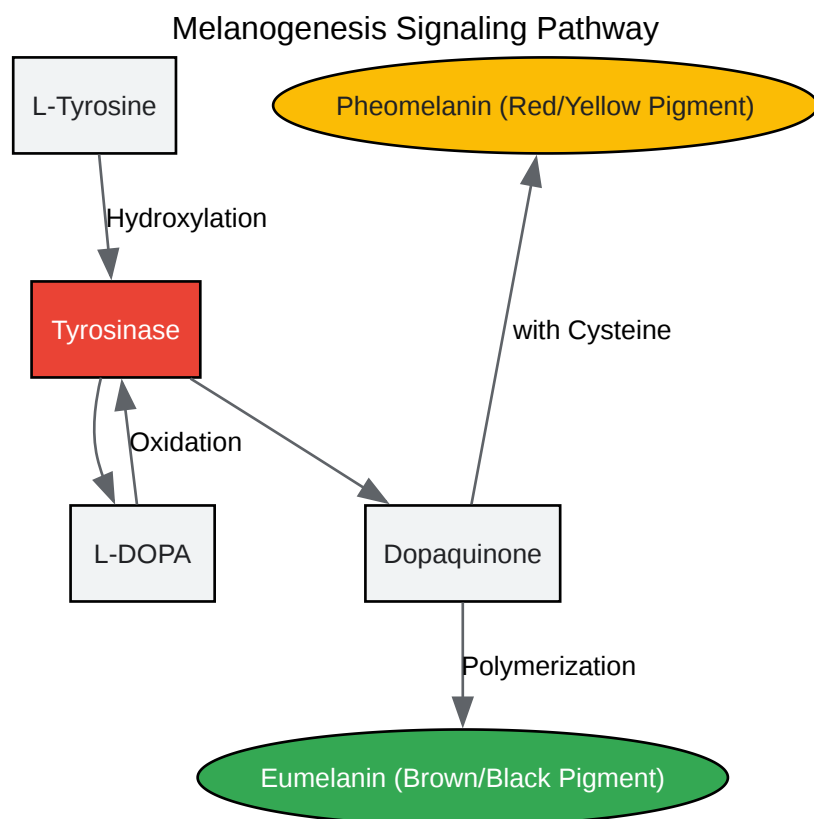 Melanogenesis Signaling Pathway
L-Tyrosine
Pheomelanin (Red/Yellow Pigment)
Hydroxylation
Tyrosinase
with Cysteine
Oxidation
L-DOPA
Dopaquinone
Polymerization
Eumelanin (Brown/Black Pigment)